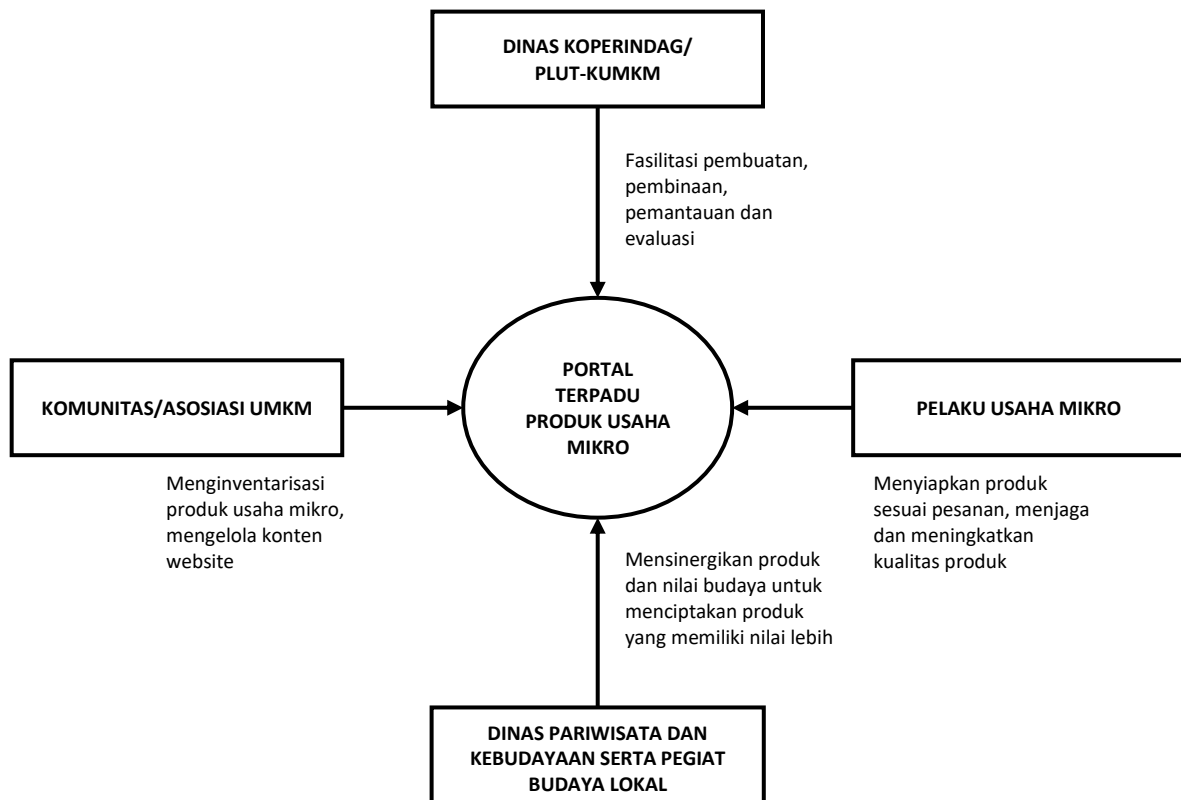 DINAS KOPERINDAG/
PLUT-KUMKM
Fasilitasi pembuatan,
pembinaan,
pemantauan dan
evaluasi
KOMUNITAS/ASOSIASI UMKM
PORTAL
TERPADU
PRODUK USAHA
MIKRO
PELAKU USAHA MIKRO
Menginventarisasi
produk usaha mikro,
mengelola konten
website
Menyiapkan produk
sesuai pesanan, menjaga
dan meningkatkan
kualitas produk
Mensinergikan produk
dan nilai budaya untuk
menciptakan produk
yang memiliki nilai lebih
DINAS PARIWISATA DAN
KEBUDAYAAN SERTA PEGIAT
BUDAYA LOKAL